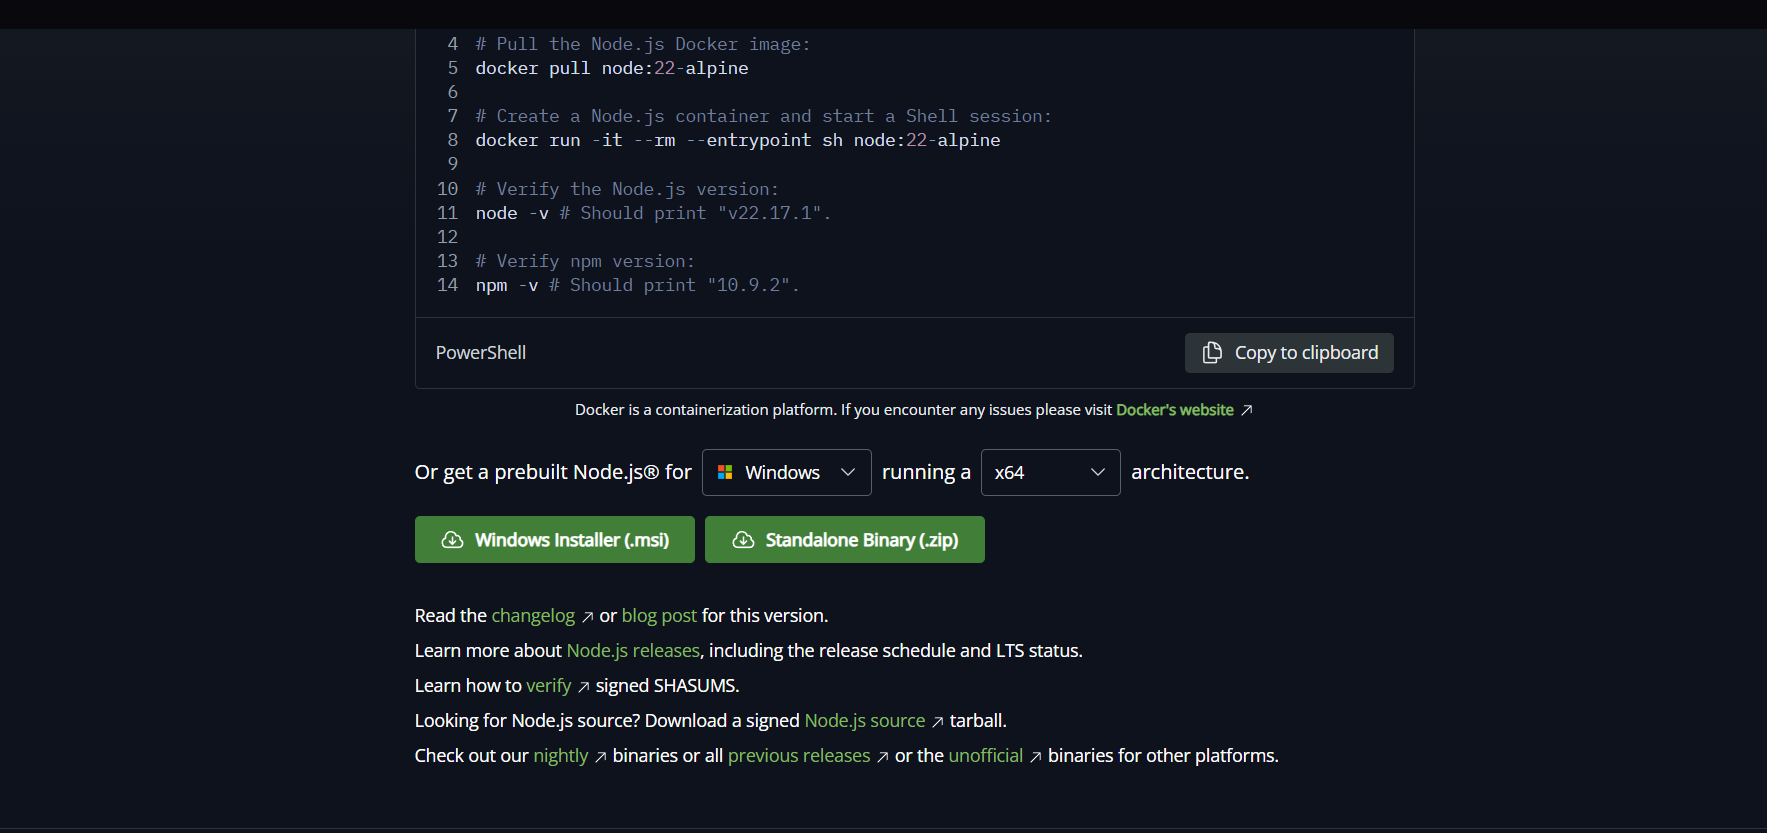 4 # Pull the Node.js Docker image:
5 docker pull node:22-alpine
6
7 # Create a Node.js container and start a Shell session:
8 docker run -it --rm --entrypoint sh node:22-alpine
9
10 # Verify the Node.js version:
11 node -v # Should print "v22.17.1".
12
13 # Verify npm version:
14 npm -v # Should print "10.9.2".
PowerShell Copy to clipboard
Docker is a containerization platform. If you encounter any issues please visit Docker's website ↗
Or get a prebuilt Node.js® for Windows running a x64 architecture.
Windows Installer (.msi) Standalone Binary (.zip)
Read the changelog ↗ or blog post for this version.
Learn more about Node.js releases, including the release schedule and LTS status.
Learn how to verify ↗ signed SHASUMS.
Looking for Node.js source? Download a signed Node.js source ↗ tarball.
Check out our nightly ↗ binaries or all previous releases ↗ or the unofficial ↗ binaries for other platforms.